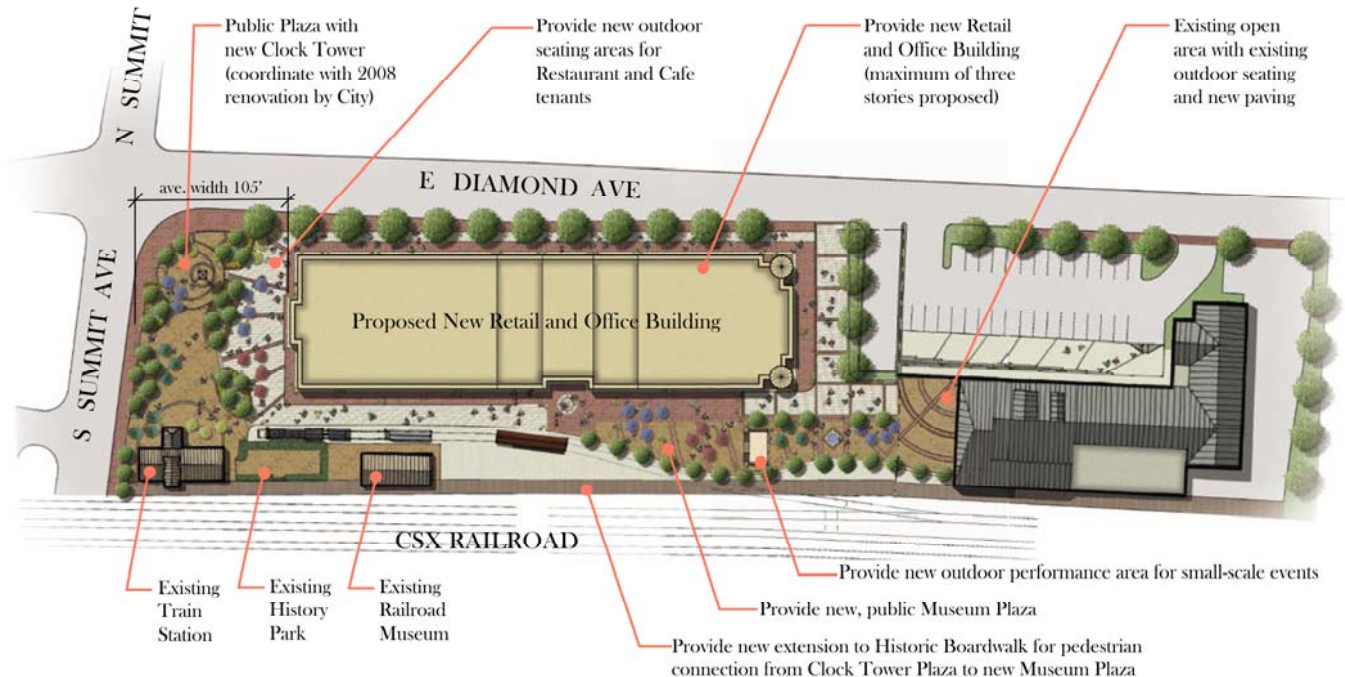 Public Plaza with
new Clock Tower
(coordinate with 2008
renovation by City)
Provide new outdoor
seating areas for
Restaurant and Cafe
tenants
Provide new Retail
and Office Building
(maximum of three
stories proposed)
Existing open
area with existing
outdoor seating
and new paving
N SUMMIT
ave. width 105'
E DIAMOND AVE
S SUMMIT AVE
Proposed New Retail and Office Building
CSX RAILROAD
Existing
Train
Station
Existing
History
Park
Existing
Railroad
Museum
Provide new outdoor performance area for small-scale events
Provide new, public Museum Plaza
Provide new extension to Historic Boardwalk for pedestrian
connection from Clock Tower Plaza to new Museum Plaza